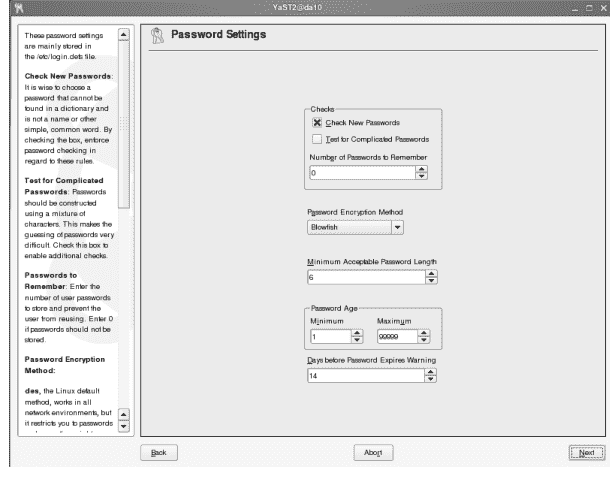 YaST2@da10
These password settings
are mainly stored in
the /etc/login.defs file.
Check New Passwords:
It is wise to choose a
password that cannot be
found in a dictionary and
is not a name or other
simple, common word. By
checking the box, enforce
password checking in
regard to these rules.
Test for Complicated
Passwords: Passwords
should be constructed
using a mixture of
characters. This makes the
guessing of passwords very
difficult. Check this box to
enable additional checks.
Passwords to
Remember: Enter the
number of user passwords
to store and prevent the
user from reusing. Enter 0
if passwords should not be
stored.
Password Encryption
Method:
des, the Linux default
method, works in all
network environments, but
it restricts you to passwords
Password Settings
Checks
Check New Passwords
Test for Complicated Passwords
Number of Passwords to Remember
0
Password Encryption Method
Blowfish
Minimum Acceptable Password Length
6
Password Age
Minimum Maximum
1 99999
Days before Password Expires Warning
14
Back Abort Next